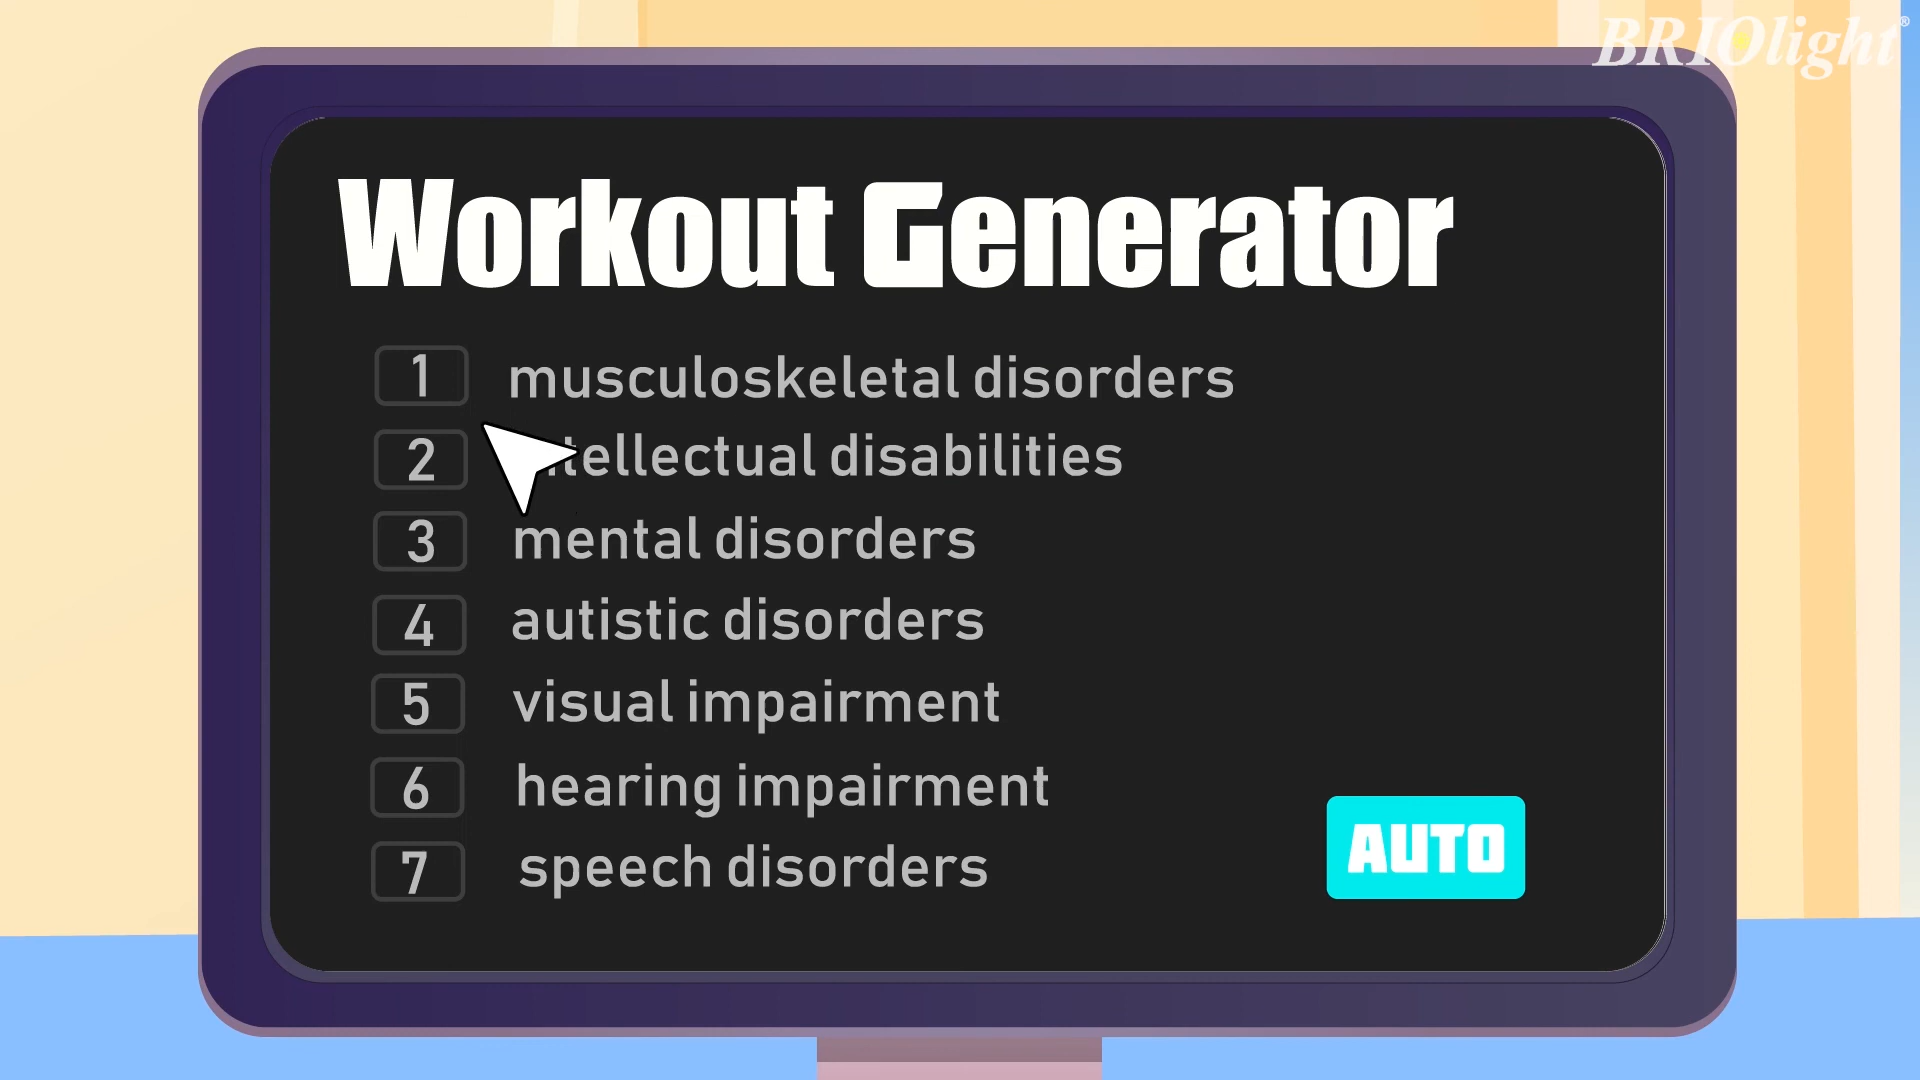 BRIOlight®
Workout Generator
1 musculoskeletal disorders
2 intellectual disabilities
3 mental disorders
4 autistic disorders
5 visual impairment
6 hearing impairment
7 speech disorders
AUTO